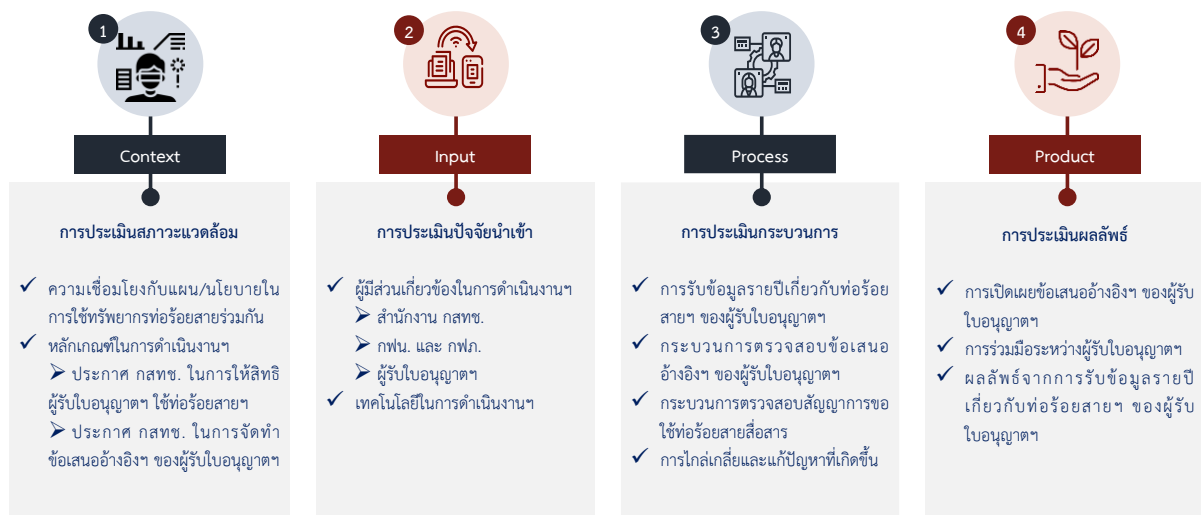 1
Context
การประเมินสภาวะแวดล้อม
ความเชื่อมโยงกับแผน/นโยบายใน
การใช้ทรัพยากรท่อร้อยสายร่วมกัน
หลักเกณฑ์ในการดำเนินงานฯ
ประกาศ กสทช. ในการให้สิทธิ
ผู้รับใบอนุญาตฯ ใช้ท่อร้อยสายฯ
ประกาศ กสทช. ในการจัดทำ
ข้อเสนออ้างอิงฯ ของผู้รับใบอนุญาตฯ
2
Input
การประเมินปัจจัยนำเข้า
ผู้มีส่วนเกี่ยวข้องในการดำเนินงานฯ
สำนักงาน กสทช.
กฟน. และ กฟภ.
ผู้รับใบอนุญาตฯ
เทคโนโลยีในการดำเนินงานฯ
3
Process
การประเมินกระบวนการ
การรับข้อมูลรายปีเกี่ยวกับท่อร้อย
สายฯ ของผู้รับใบอนุญาตฯ
กระบวนการตรวจสอบข้อเสนอ
อ้างอิงฯ ของผู้รับใบอนุญาตฯ
กระบวนการตรวจสอบสัญญาการขอ
ใช้ท่อร้อยสายสื่อสาร
การไกล่เกลี่ยและแก้ปัญหาที่เกิดขึ้น
4
Product
การประเมินผลลัพธ์
การเปิดเผยข้อเสนออ้างอิงฯ ของผู้รับ
ใบอนุญาตฯ
การร่วมมือระหว่างผู้รับใบอนุญาตฯ
ผลลัพธ์จากการรับข้อมูลรายปี
เกี่ยวกับท่อร้อยสายฯ ของผู้รับ
ใบอนุญาตฯ